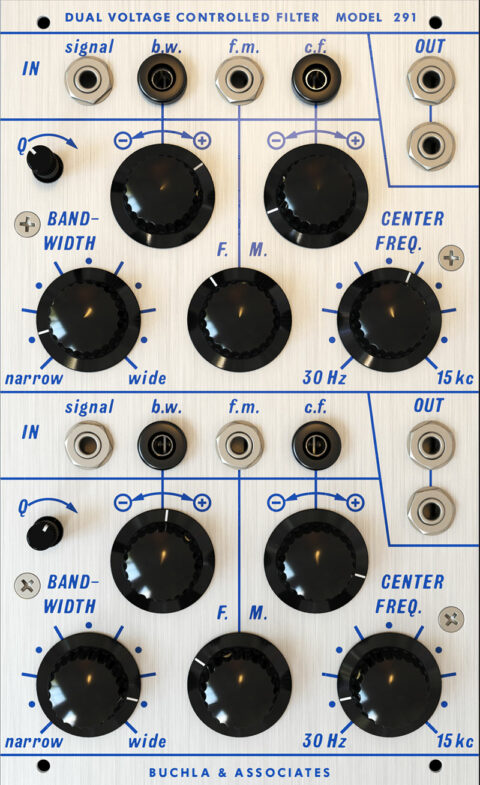 DUAL VOLTAGE CONTROLLED FILTER MODEL 291
signal b.w. f.m. c.f. OUT
IN
− + − +
Q
BAND-
WIDTH
F. M.
CENTER
FREQ.
narrow wide 30 Hz 15 kc
signal b.w. f.m. c.f. OUT
IN
− + − +
Q
BAND-
WIDTH
F. M.
CENTER
FREQ.
narrow wide 30 Hz 15 kc
BUCHLA & ASSOCIATES